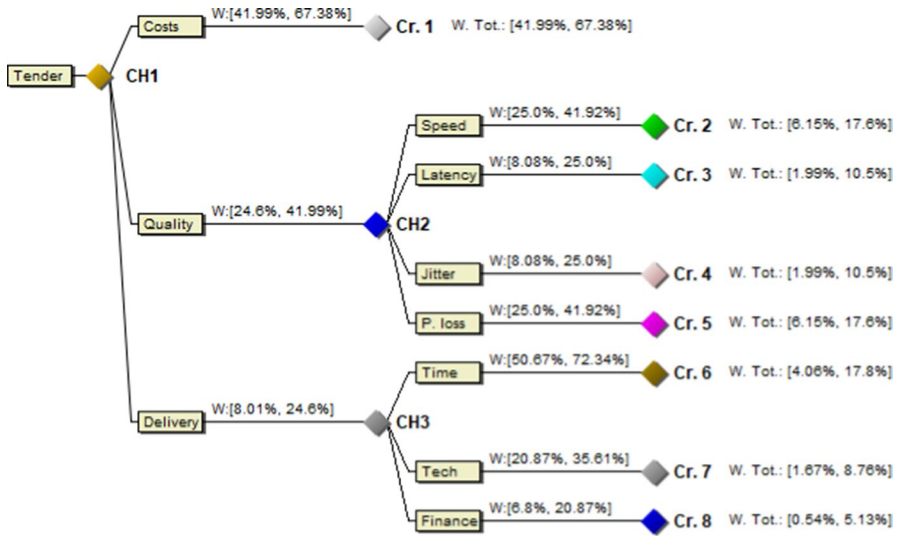 Costs W:[41.99%, 67.38%] Cr. 1 W. Tot.: [41.99%, 67.38%]
Tender CH1
Speed W:[25.0%, 41.92%] Cr. 2 W. Tot.: [6.15%, 17.6%]
Latency W:[8.08%, 25.0%] Cr. 3 W. Tot.: [1.99%, 10.5%]
Quality W:[24.6%, 41.99%] CH2
Jitter W:[8.08%, 25.0%] Cr. 4 W. Tot.: [1.99%, 10.5%]
P. loss W:[25.0%, 41.92%] Cr. 5 W. Tot.: [6.15%, 17.6%]
Time W:[50.67%, 72.34%] Cr. 6 W. Tot.: [4.06%, 17.8%]
Delivery W:[8.01%, 24.6%] CH3
Tech W:[20.87%, 35.61%] Cr. 7 W. Tot.: [1.67%, 8.76%]
Finance W:[6.8%, 20.87%] Cr. 8 W. Tot.: [0.54%, 5.13%]